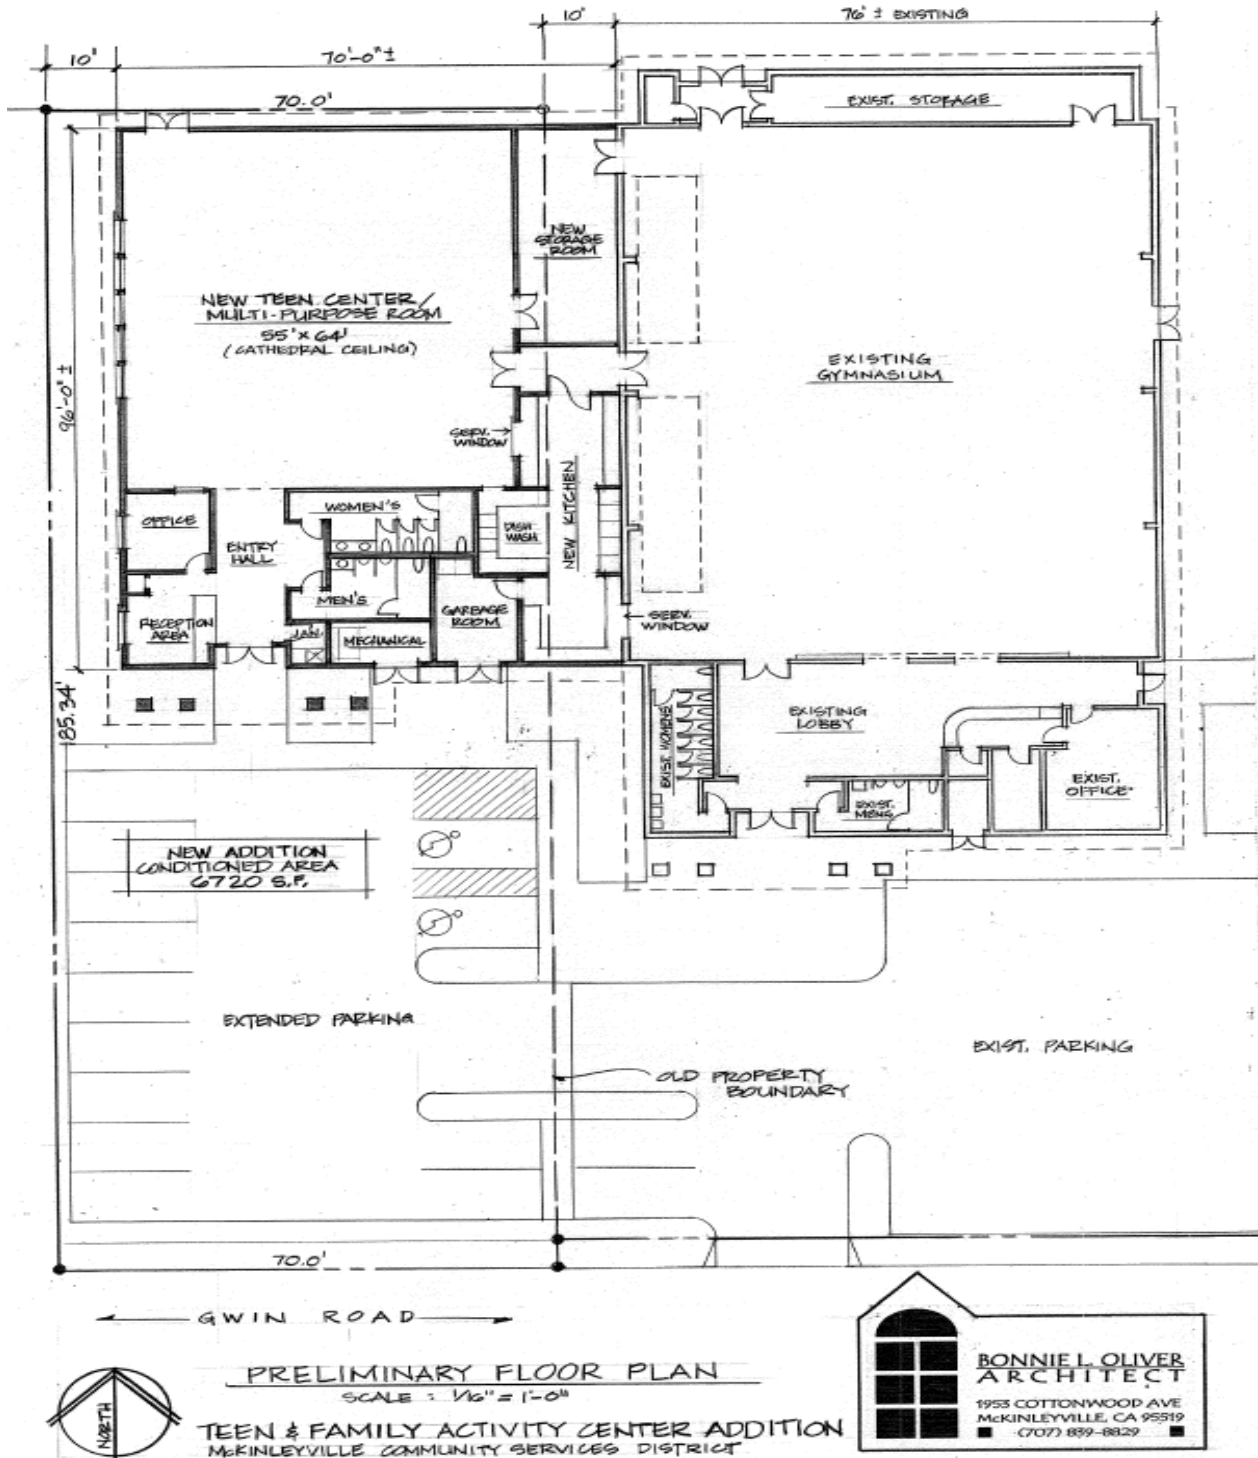 10'
76' ± EXISTING
10'
70'-0" ±
70.0'
EXIST. STORAGE
NEW
STORAGE
ROOM
NEW TEEN CENTER/
MULTI-PURPOSE ROOM
55' x 64'
(CATHEDRAL CEILING)
EXISTING
GYMNASIUM
96'-0" ±
SERV.
WINDOW
NEW KITCHEN
WOMEN'S
OFFICE
DISH
WASH
ENTRY
HALL
MEN'S
GARBAGE
ROOM
RECEPTION
AREA
JAN.
MECHANICAL
SERV.
WINDOW
185.34'
EXIST. WOMENS
EXISTING
LOBBY
EXIST.
OFFICE
EXIST.
MENS
NEW ADDITION
CONDITIONED AREA
6720 S.F.
EXTENDED PARKING
EXIST. PARKING
OLD PROPERTY
BOUNDARY
70.0'
GWIN ROAD
PRELIMINARY FLOOR PLAN
SCALE : 1/16" = 1'-0"
NORTH
TEEN & FAMILY ACTIVITY CENTER ADDITION
McKINLEYVILLE COMMUNITY SERVICES DISTRICT
BONNIE L. OLIVER
ARCHITECT
1953 COTTONWOOD AVE
McKINLEYVILLE, CA 95519
(707) 839-8829